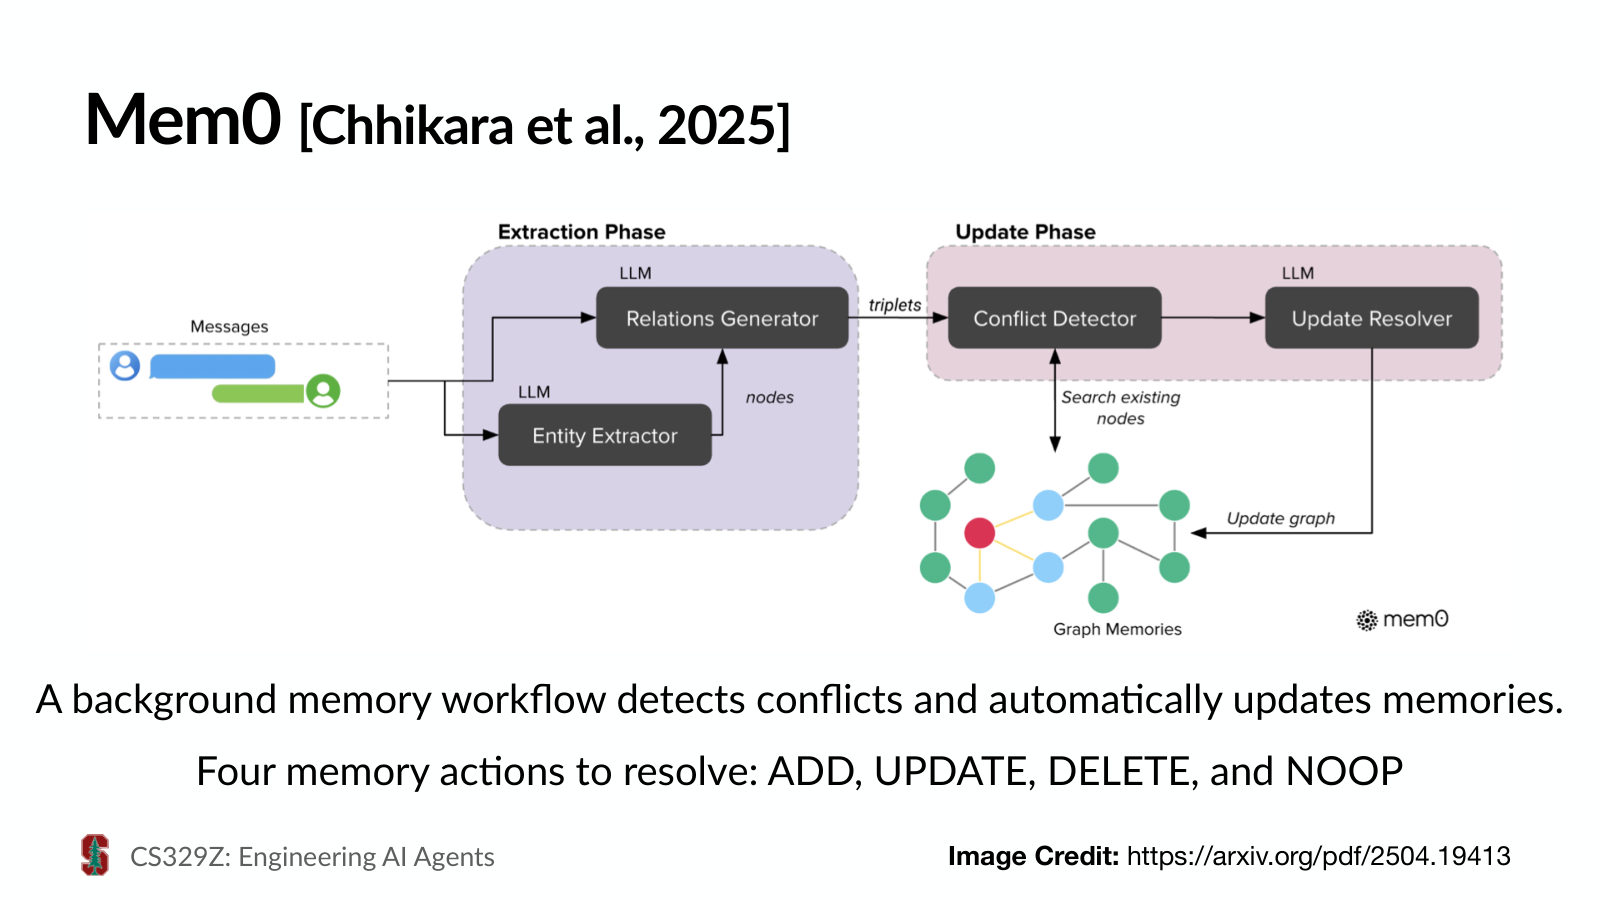 Mem0 [Chhikara et al., 2025]
Extraction Phase
Update Phase
LLM
LLM
Relations Generator
triplets
Conflict Detector
Update Resolver
Messages
LLM
nodes
Search existing
nodes
Entity Extractor
Update graph
Graph Memories
mem0
A background memory workflow detects conflicts and automatically updates memories.
Four memory actions to resolve: ADD, UPDATE, DELETE, and NOOP
CS329Z: Engineering AI Agents
Image Credit: https://arxiv.org/pdf/2504.19413